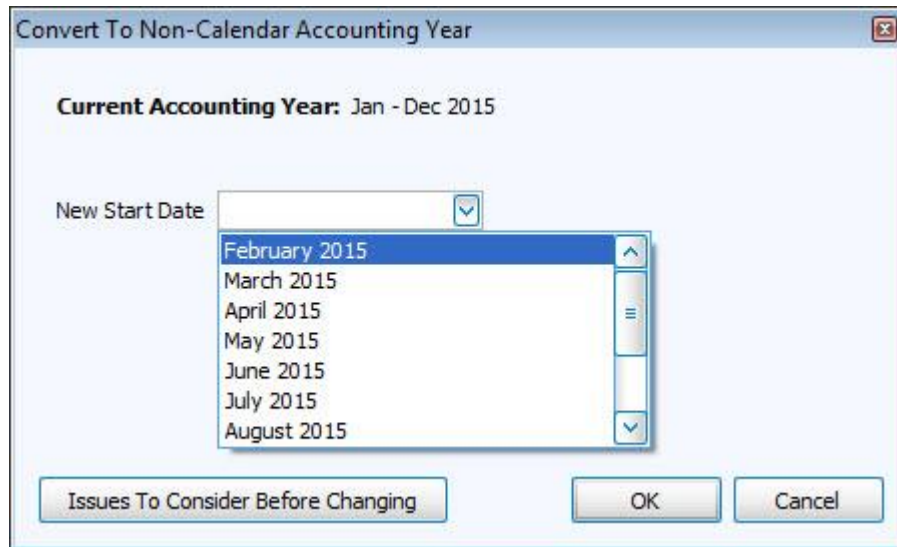 Convert To Non-Calendar Accounting Year
Current Accounting Year: Jan - Dec 2015
New Start Date
February 2015
March 2015
April 2015
May 2015
June 2015
July 2015
August 2015
Issues To Consider Before Changing
OK
Cancel